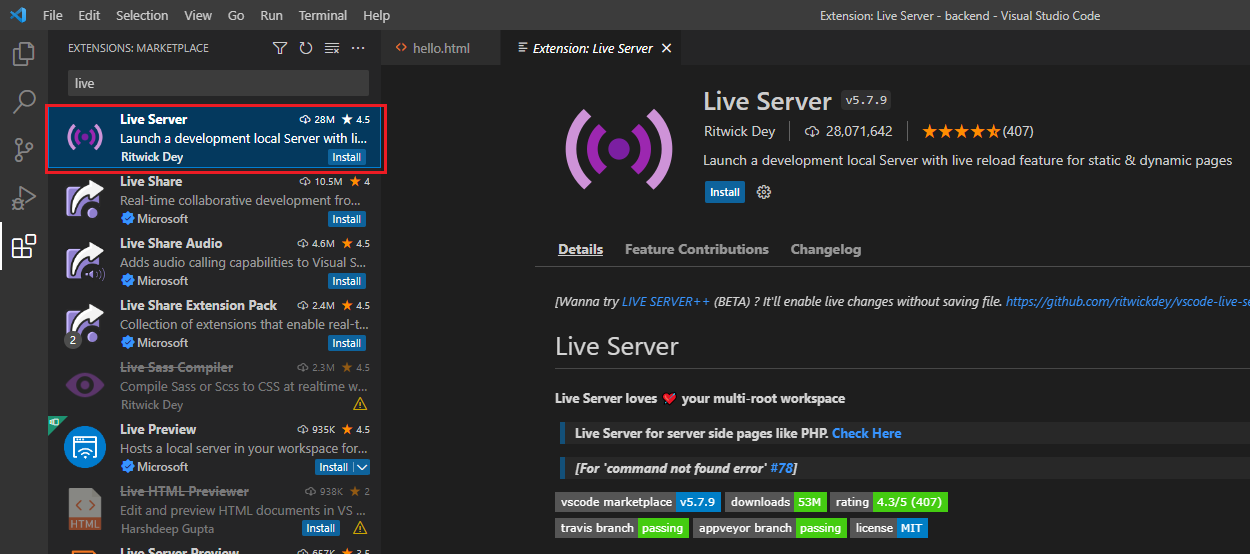 File Edit Selection View Go Run Terminal Help
Extension: Live Server - backend - Visual Studio Code
EXTENSIONS: MARKETPLACE
live
Live Server 28M 4.5
Launch a development local Server with li...
Ritwick Dey Install
Live Share 10.5M 4
Real-time collaborative development fro...
Microsoft Install
Live Share Audio 4.6M 4.5
Adds audio calling capabilities to Visual S...
Microsoft Install
Live Share Extension Pack 2.4M 4.5
Collection of extensions that enable real-t...
2 Microsoft Install
Live Sass Compiler 2.3M 4.5
Compile Sass or Scss to CSS at realtime w...
Ritwick Dey
Live Preview 935K 4.5
Hosts a local server in your workspace for...
Microsoft Install
Live HTML Previewer 938K 2
Edit and preview HTML documents in VS ...
HTML
Harshdeep Gupta Install
Live Server Preview 657K 3.5
hello.html
Extension: Live Server
Live Server v5.7.9
Ritwick Dey 28,071,642 (407)
Launch a development local Server with live reload feature for static & dynamic pages
Install
Details Feature Contributions Changelog
[Wanna try LIVE SERVER++ (BETA) ? It'll enable live changes without saving file. https://github.com/ritwickdey/vscode-live-se
Live Server
Live Server loves ❤️ your multi-root workspace
Live Server for server side pages like PHP. Check Here
[For 'command not found error' #78]
vscode marketplace v5.7.9 downloads 53M rating 4.3/5 (407)
travis branch passing appveyor branch passing license MIT